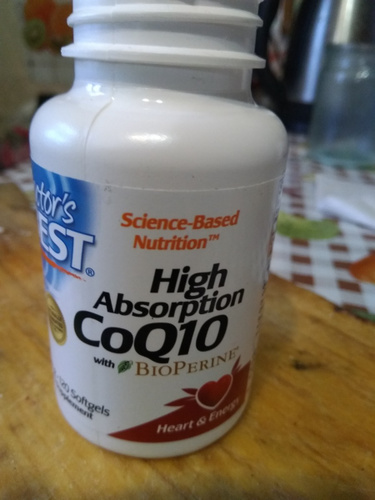 ctor's
EST®
Science-Based
Nutrition™
High
Absorption
CoQ10
with BIOPERINE
Softgels
Heart & Energy